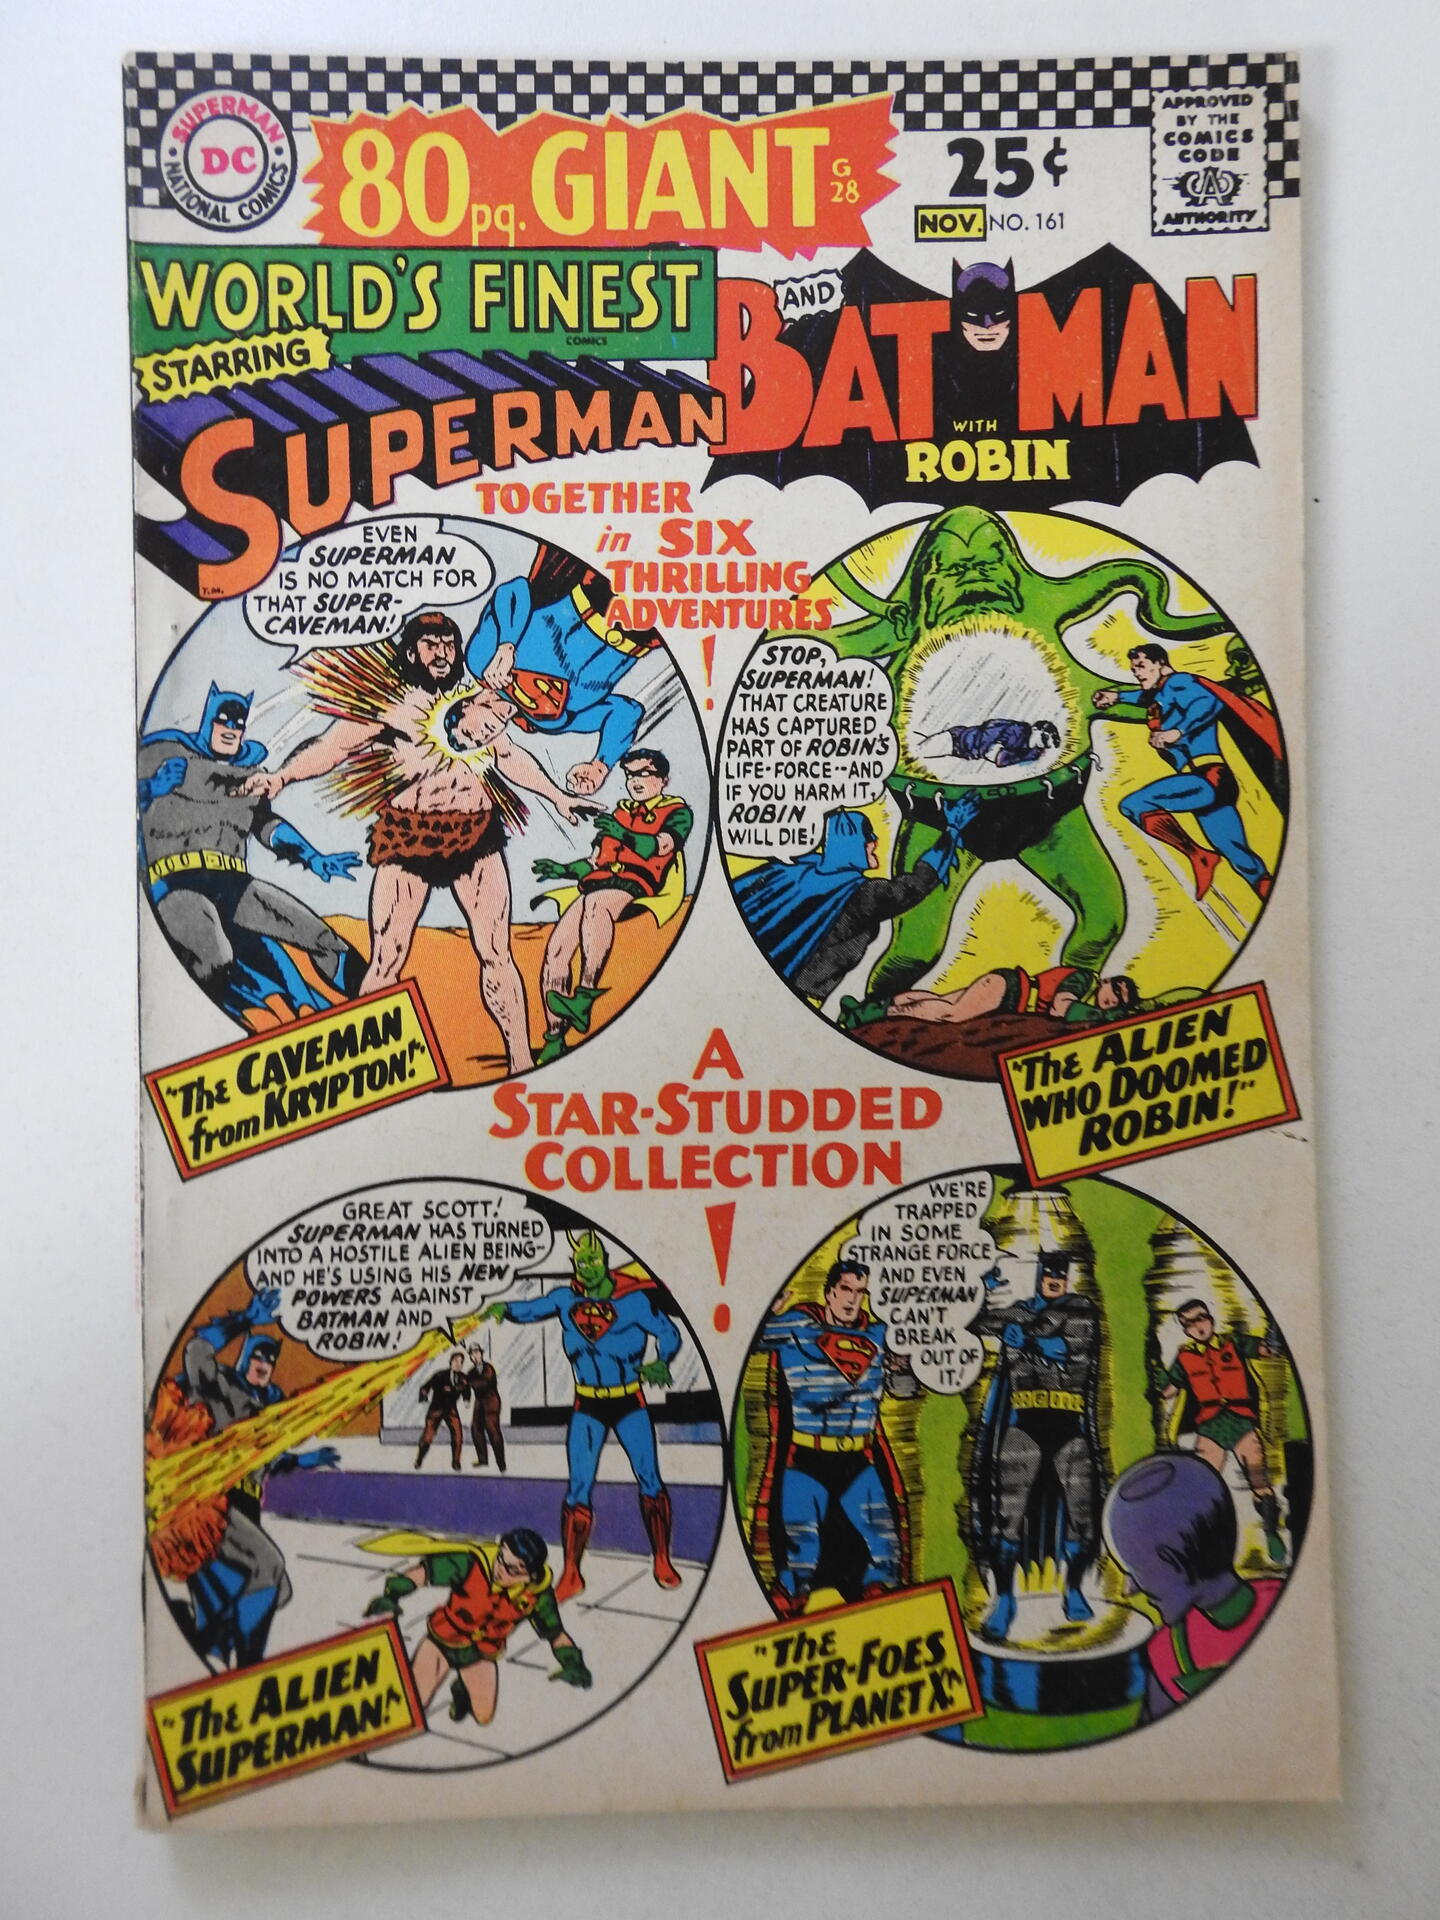 SUPERMAN
DC
NATIONAL COMICS
80 pg. GIANT
G
28
25¢
NOV. NO. 161
APPROVED
BY THE
COMICS
CODE
A
AUTHORITY
WORLD'S FINEST
COMICS
STARRING
SUPERMAN
AND
BATMAN
WITH
ROBIN
TOGETHER
in SIX
THRILLING
ADVENTURES
!
EVEN
SUPERMAN
IS NO MATCH FOR
THAT SUPER-
CAVEMAN!
"The CAVEMAN
from KRYPTON!"
STOP,
SUPERMAN!
THAT CREATURE
HAS CAPTURED
PART OF ROBIN'S
LIFE-FORCE--AND
IF YOU HARM IT,
ROBIN
WILL DIE!
"The ALIEN
WHO DOOMED
ROBIN!"
A
STAR-STUDDED
COLLECTION
!
GREAT SCOTT!
SUPERMAN HAS TURNED
INTO A HOSTILE ALIEN BEING-
AND HE'S USING HIS NEW
POWERS AGAINST
BATMAN AND
ROBIN!
"The ALIEN
SUPERMAN!"
WE'RE
TRAPPED
IN SOME
STRANGE FORCE
AND EVEN
SUPERMAN
CAN'T
BREAK
OUT OF
IT!
"The
SUPER-FOES
from PLANET X!"